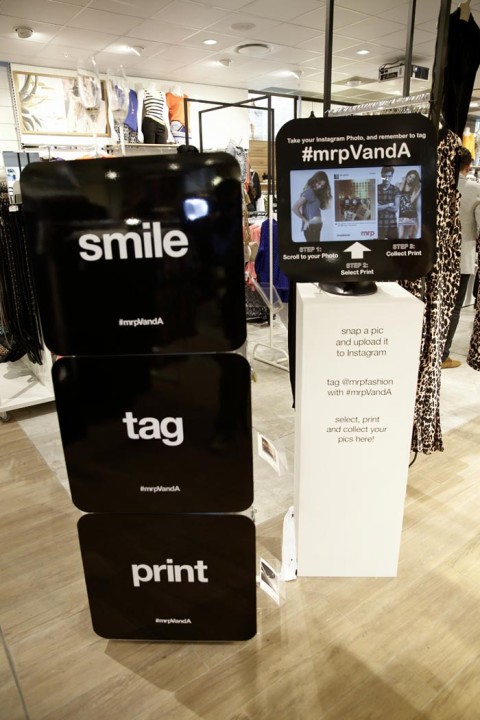 smile
#mrpVandA
tag
#mrpVandA
print
#mrpVandA
Take your Instagram Photo, and remember to tag
#mrpVandA
mrp
STEP 1:
Scroll to your Photo
STEP 2:
Select Print
STEP 3:
Collect Print
snap a pic
and upload it
to Instagram
tag @mrpfashion
with #mrpVandA
select, print
and collect your
pics here!